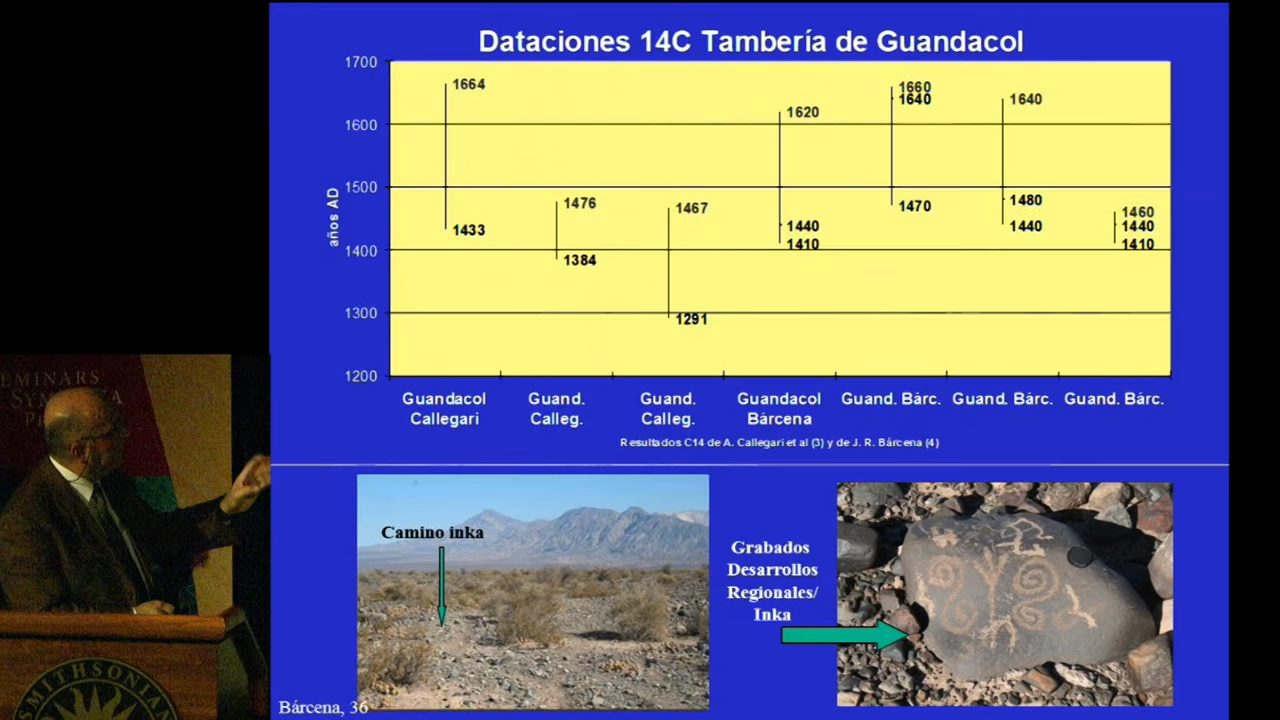 Dataciones 14C Tambería de Guandacol
1700
1600
1500
1400
1300
1200
años AD
1664
1433
1476
1384
1467
1291
1620
1440
1410
1660
1640
1470
1640
1480
1440
1460
1440
1410
Guandacol
Callegari
Guand.
Calleg.
Guand.
Calleg.
Guandacol
Bárcena
Guand. Bárc.
Guand. Bárc.
Guand. Bárc.
Resultados C14 de A. Callegari et al (3) y de J. R. Bárcena (4)
Camino inka
Grabados
Desarrollos
Regionales/
Inka
Bárcena, 36
SMITHSONIAN